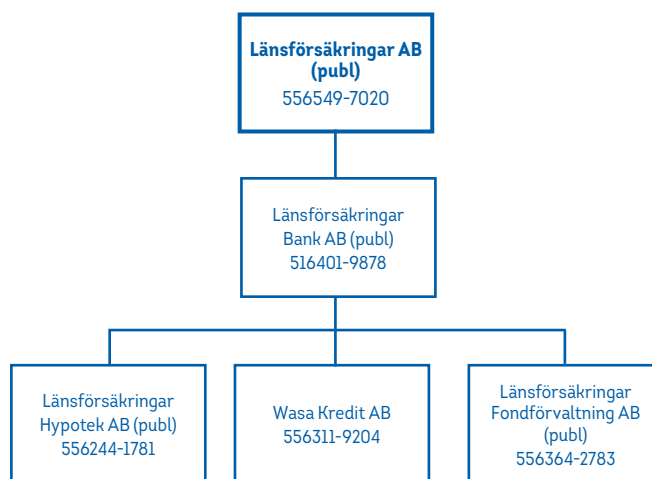 Länsförsäkringar AB
(publ)
556549-7020
Länsförsäkringar
Bank AB (publ)
516401-9878
Länsförsäkringar
Hypotek AB (publ)
556244-1781
Wasa Kredit AB
556311-9204
Länsförsäkringar
Fondförvaltning AB
(publ)
556364-2783